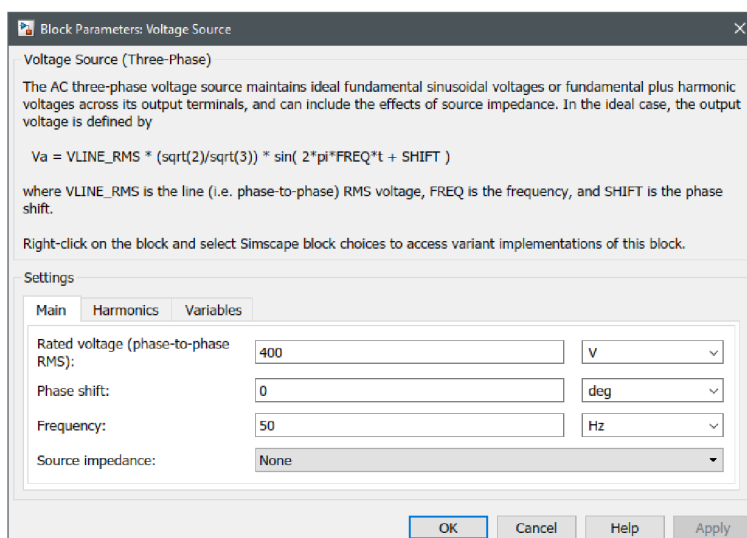 Block Parameters: Voltage Source
Voltage Source (Three-Phase)
The AC three-phase voltage source maintains ideal fundamental sinusoidal voltages or fundamental plus harmonic
voltages across its output terminals, and can include the effects of source impedance. In the ideal case, the output
voltage is defined by
Va = VLINE_RMS * (sqrt(2)/sqrt(3)) * sin( 2*pi*FREQ*t + SHIFT )
where VLINE_RMS is the line (i.e. phase-to-phase) RMS voltage, FREQ is the frequency, and SHIFT is the phase
shift.
Right-click on the block and select Simscape block choices to access variant implementations of this block.
Settings
Main Harmonics Variables
Rated voltage (phase-to-phase
RMS): 400 V
Phase shift: 0 deg
Frequency: 50 Hz
Source impedance: None
OK Cancel Help Apply